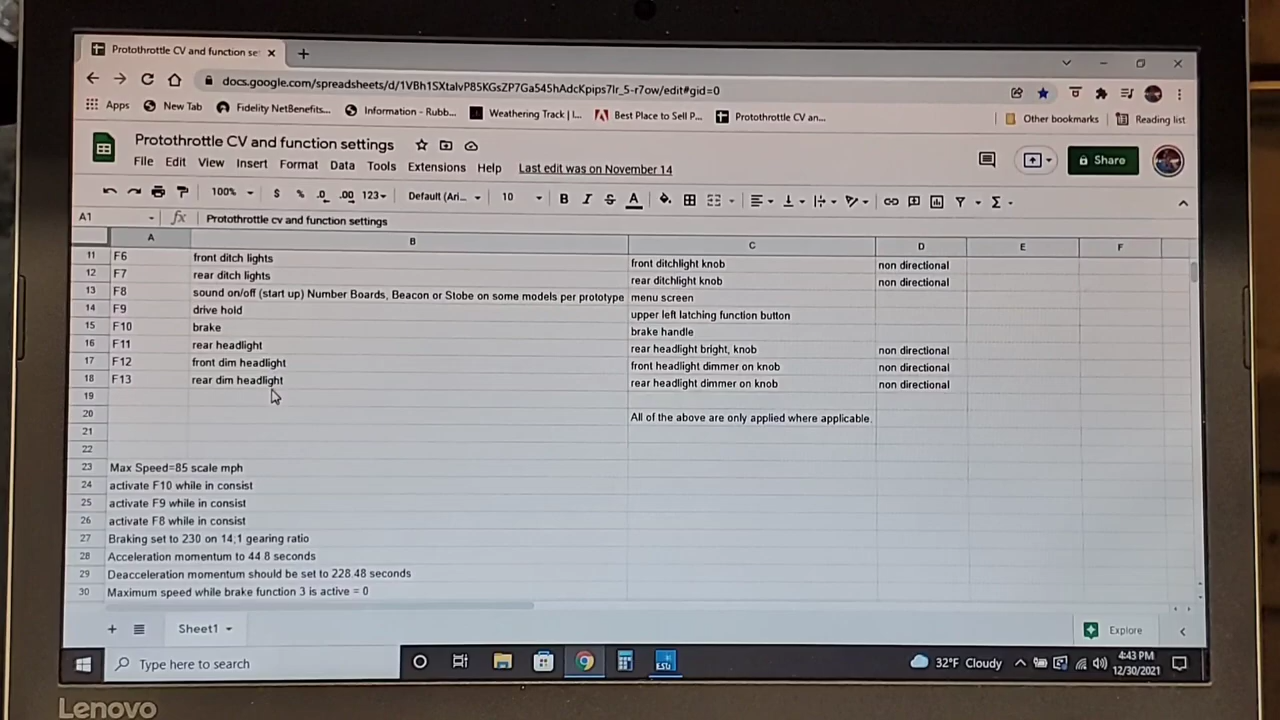 Protothrottle CV and function se
docs.google.com/spreadsheets/d/1VBh1SXtalvP85KGsZP7Ga545hAdcKpips7lr_5-r7ow/edit#gid=0
Apps New Tab Fidelity NetBenefits... Information - Rubb... Weathering Track | I... Best Place to Sell P... Protothrottle CV an... Other bookmarks Reading list
Protothrottle CV and function settings
File Edit View Insert Format Data Tools Extensions Help Last edit was on November 14
Share
100% $ % .0 .00 123 Default (Ari... 10 B I S A
A1 fx Protothrottle cv and function settings
A B C D E F
11 F6 front ditch lights front ditchlight knob non directional
12 F7 rear ditch lights rear ditchlight knob non directional
13 F8 sound on/off (start up) Number Boards, Beacon or Stobe on some models per prototype menu screen
14 F9 drive hold upper left latching function button
15 F10 brake brake handle
16 F11 rear headlight rear headlight bright, knob non directional
17 F12 front dim headlight front headlight dimmer on knob non directional
18 F13 rear dim headlight rear headlight dimmer on knob non directional
19
20 All of the above are only applied where applicable.
21
22
23 Max Speed=85 scale mph
24 activate F10 while in consist
25 activate F9 while in consist
26 activate F8 while in consist
27 Braking set to 230 on 14;1 gearing ratio
28 Acceleration momentum to 44.8 seconds
29 Deacceleration momentum should be set to 228.48 seconds
30 Maximum speed while brake function 3 is active = 0
Sheet1
Explore
Type here to search
32°F Cloudy
4:43 PM
12/30/2021
Lenovo